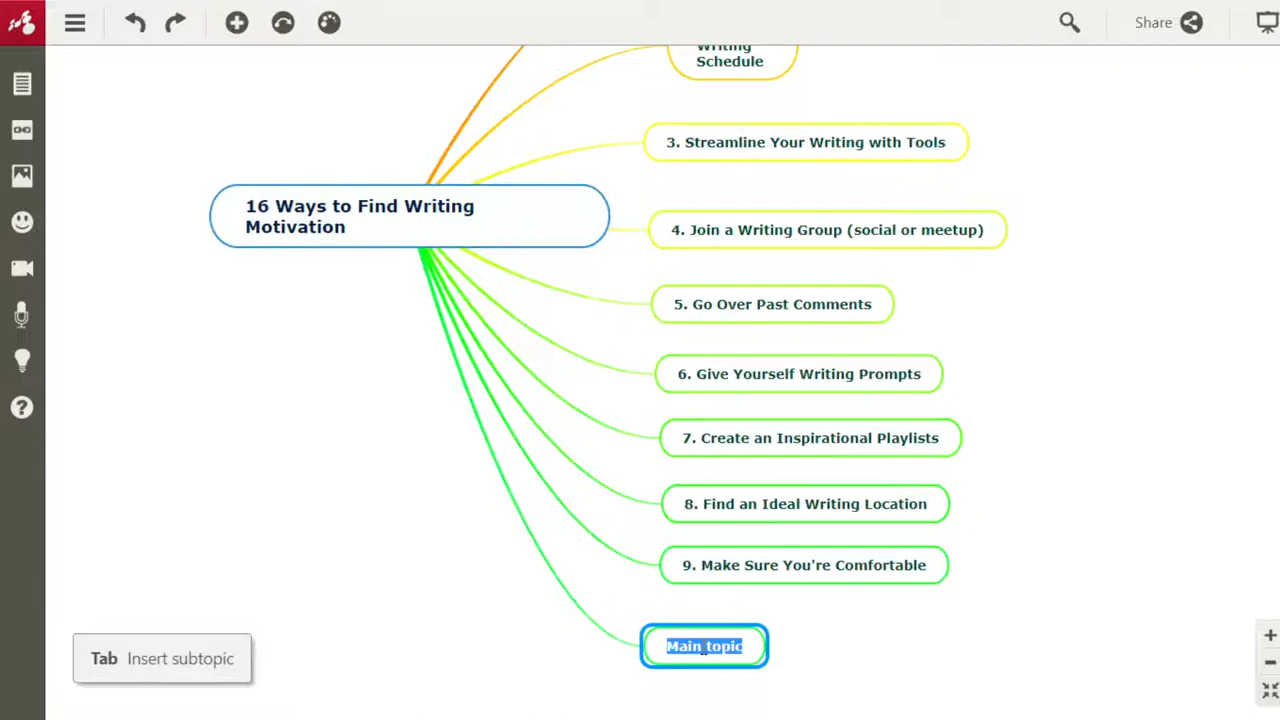 Share
Writing
Schedule
3. Streamline Your Writing with Tools
16 Ways to Find Writing
Motivation
4. Join a Writing Group (social or meetup)
5. Go Over Past Comments
6. Give Yourself Writing Prompts
7. Create an Inspirational Playlists
8. Find an Ideal Writing Location
9. Make Sure You're Comfortable
Main topic
Tab Insert subtopic